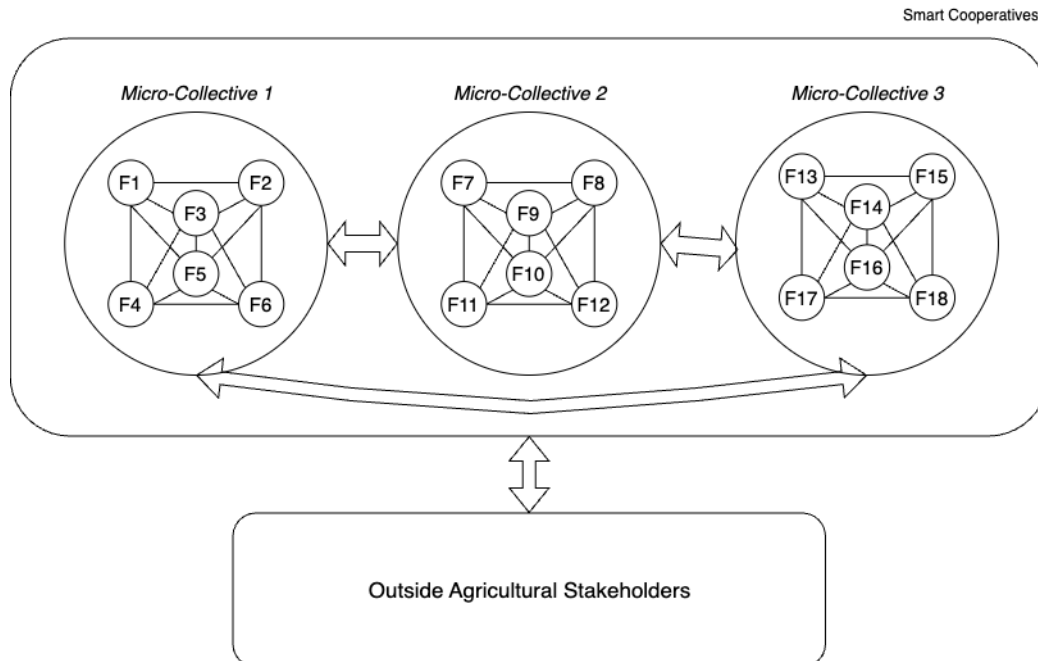 Smart Cooperatives
Micro-Collective 1
Micro-Collective 2
Micro-Collective 3
F1
F2
F3
F5
F4
F6
F7
F8
F9
F10
F11
F12
F13
F15
F14
F16
F17
F18
Outside Agricultural Stakeholders